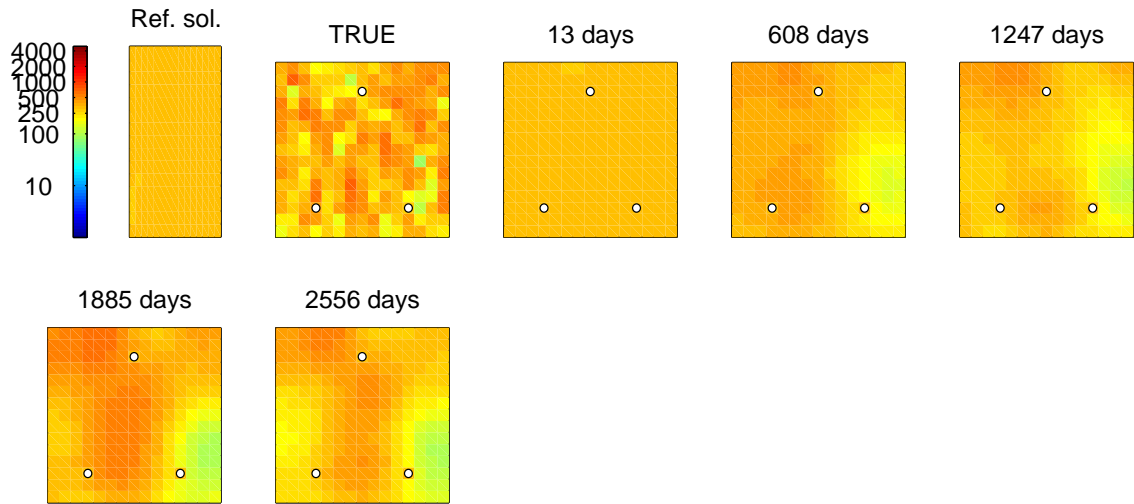 Ref. sol.
TRUE
13 days
608 days
1247 days
4000
2000
1000
500
250
100
10
1885 days
2556 days